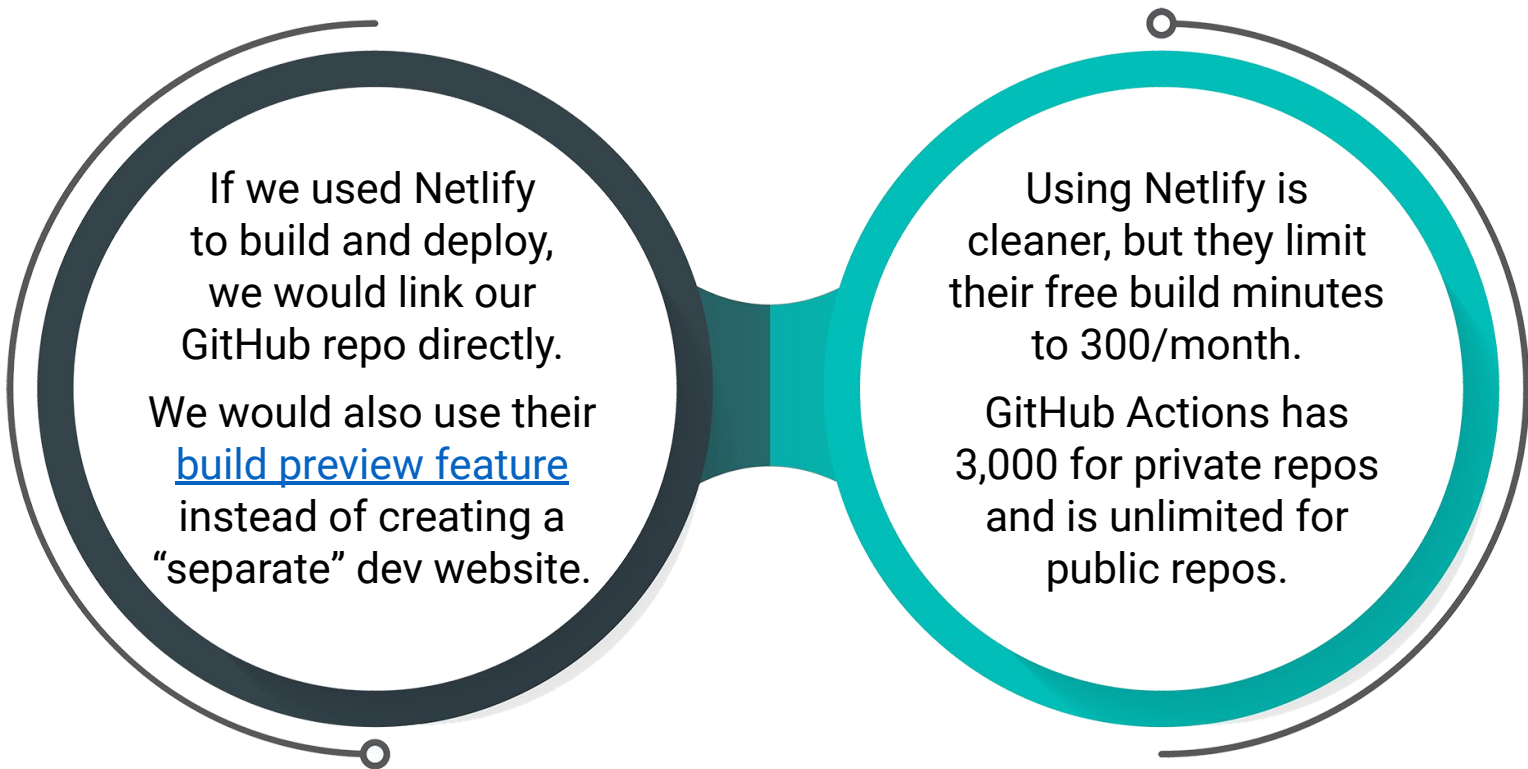 If we used Netlify
to build and deploy,
we would link our
GitHub repo directly.
We would also use their
build preview feature
instead of creating a
“separate” dev website.
Using Netlify is
cleaner, but they limit
their free build minutes
to 300/month.
GitHub Actions has
3,000 for private repos
and is unlimited for
public repos.